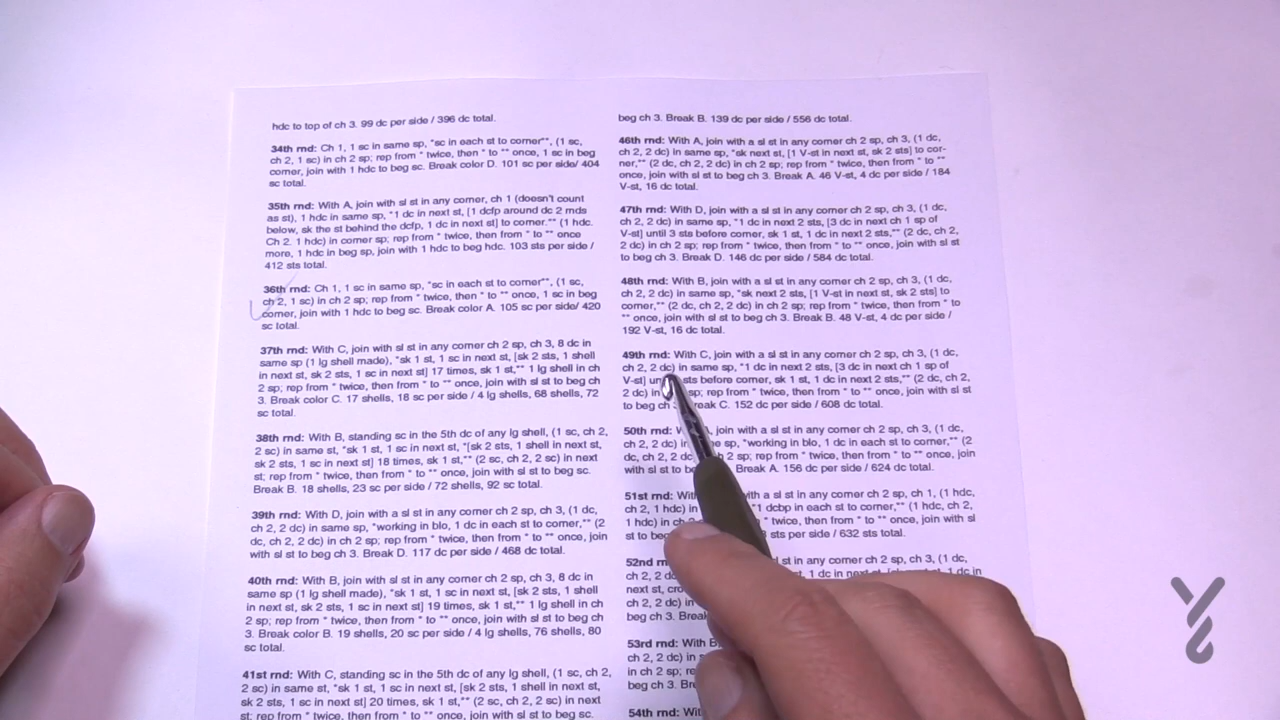 hdc to top of ch 3. 99 dc per side / 396 dc total.
34th rnd: Ch 1, 1 sc in same sp, *sc in each st to corner**, (1 sc,
ch 2, 1 sc) in ch 2 sp; rep from * twice, then * to ** once, 1 sc in beg
corner, join with 1 hdc to beg sc. Break color D. 101 sc per side/ 404
sc total.
35th rnd: With A, join with sl st in any corner, ch 1 (doesn't count
as st), 1 hdc in same sp, *1 dc in next st, [1 dcfp around dc 2 rnds
below, sk the st behind the dcfp, 1 dc in next st] to corner.** (1 hdc.
Ch 2. 1 hdc) in corner sp; rep from * twice, then from * to ** once
more, 1 hdc in beg sp, join with 1 hdc to beg hdc. 103 sts per side /
412 sts total.
36th rnd: Ch 1, 1 sc in same sp, *sc in each st to corner**, (1 sc,
ch 2, 1 sc) in ch 2 sp; rep from * twice, then * to ** once, 1 sc in beg
corner, join with 1 hdc to beg sc. Break color A. 105 sc per side/ 420
sc total.
37th rnd: With C, join with sl st in any corner ch 2 sp, ch 3, 8 dc in
same sp (1 lg shell made), *sk 1 st, 1 sc in next st, [sk 2 sts, 1 shell
in next st, sk 2 sts, 1 sc in next st] 17 times, sk 1 st,** 1 lg shell in ch
2 sp; rep from * twice, then from * to ** once, join with sl st to beg ch
3. Break color C. 17 shells, 18 sc per side / 4 lg shells, 68 shells, 72
sc total.
38th rnd: With B, standing sc in the 5th dc of any lg shell, (1 sc, ch 2,
2 sc) in same st, *sk 1 st, 1 sc in next st, *[sk 2 sts, 1 shell in next st,
sk 2 sts, 1 sc in next st] 18 times, sk 1 st,** (2 sc, ch 2, 2 sc) in next
st; rep from * twice, then from * to ** once, join with sl st to beg sc.
Break B. 18 shells, 23 sc per side / 72 shells, 92 sc total.
39th rnd: With D, join with a sl st in any corner ch 2 sp, ch 3, (1 dc,
ch 2, 2 dc) in same sp, *working in blo, 1 dc in each st to corner,** (2
dc, ch 2, 2 dc) in ch 2 sp; rep from * twice, then from * to ** once, join
with sl st to beg ch 3. Break D. 117 dc per side / 468 dc total.
40th rnd: With B, join with sl st in any corner ch 2 sp, ch 3, 8 dc in
same sp (1 lg shell made), *sk 1 st, 1 sc in next st, [sk 2 sts, 1 shell
in next st, sk 2 sts, 1 sc in next st] 19 times, sk 1 st,** 1 lg shell in ch
2 sp; rep from * twice, then from * to ** once, join with sl st to beg ch
3. Break color B. 19 shells, 20 sc per side / 4 lg shells, 76 shells, 80
sc total.
41st rnd: With C, standing sc in the 5th dc of any lg shell, (1 sc, ch 2,
2 sc) in same st, *sk 1 st, 1 sc in next st, [sk 2 sts, 1 shell in next st,
sk 2 sts, 1 sc in next st] 20 times, sk 1 st,** (2 sc, ch 2, 2 sc) in next
st; rep from * twice, then from * to ** once, join with sl st to beg sc.
beg ch 3. Break B. 139 dc per side / 556 dc total.
46th rnd: With A, join with a sl st in any corner ch 2 sp, ch 3, (1 dc,
ch 2, 2 dc) in same sp, *sk next st, [1 V-st in next st, sk 2 sts] to cor-
ner,** (2 dc, ch 2, 2 dc) in ch 2 sp; rep from * twice, then from * to **
once, join with sl st to beg ch 3. Break A. 46 V-st, 4 dc per side / 184
V-st, 16 dc total.
47th rnd: With D, join with a sl st in any corner ch 2 sp, ch 3, (1 dc,
ch 2, 2 dc) in same sp, *1 dc in next 2 sts, [3 dc in next ch 1 sp of
V-st] until 3 sts before corner, sk 1 st, 1 dc in next 2 sts,** (2 dc, ch 2,
2 dc) in ch 2 sp; rep from * twice, then from * to ** once, join with sl st
to beg ch 3. Break D. 146 dc per side / 584 dc total.
48th rnd: With B, join with a sl st in any corner ch 2 sp, ch 3, (1 dc,
ch 2, 2 dc) in same sp, *sk next 2 sts, [1 V-st in next st, sk 2 sts] to
corner,** (2 dc, ch 2, 2 dc) in ch 2 sp; rep from * twice, then from * to
** once, join with sl st to beg ch 3. Break B. 48 V-st, 4 dc per side /
192 V-st, 16 dc total.
49th rnd: With C, join with a sl st in any corner ch 2 sp, ch 3, (1 dc,
ch 2, 2 dc) in same sp, *1 dc in next 2 sts, [3 dc in next ch 1 sp of
V-st] sts before corner, sk 1 st, 1 dc in next 2 sts,** (2 dc, ch 2,
2 dc) in sp; rep from * twice, then from * to ** once, join with sl st
to beg ch C. 152 dc per side / 608 dc total.
50th rnd: join with a sl st in any corner ch 2 sp, ch 3, (1 dc,
ch 2, 2 dc) sp, *working in blo, 1 dc in each st to corner,** (2
dc, ch 2, 2 dc 2 sp; rep from * twice, then from * to ** once, join
with sl st to Break A. 156 dc per side / 624 dc total.
51st rnd: with a sl st in any corner ch 2 sp, ch 1, (1 hdc,
ch 2, 1 hdc) in *1 dcbp in each st to corner,** (1 hdc, ch 2,
1 hdc) in * twice, then from * to ** once, join with sl
st to sts per side / 632 sts total.
52nd st in any corner ch 2 sp, ch 3, (1 dc,
ch 2, 2 1 dc in next
next st,
ch 2, 2 dc) in
beg ch 3.
53rd rnd: With
ch 2, 2 dc) in
in ch 2 sp;
beg ch 3.
54th rnd: